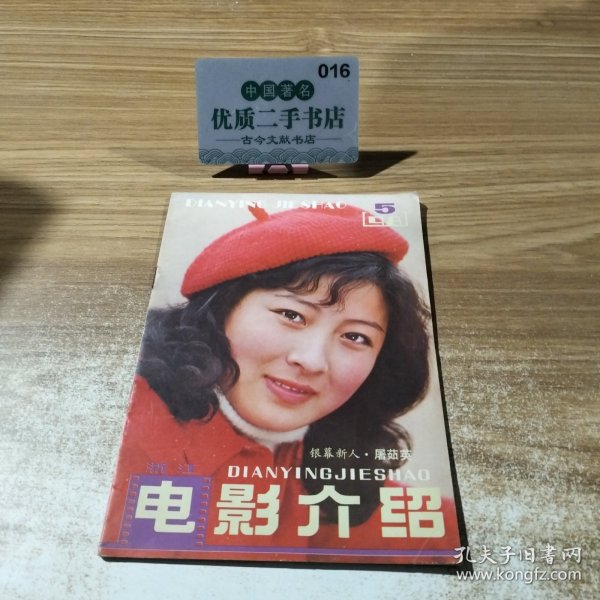 016
中国著名
优质二手书店
古今文献书店
DIANYING JIESHAO
5
银幕新人·屠茹英
浙江
DIANYINGJIESHAO
电影介绍
孔夫子旧书网
www.kongfz.com